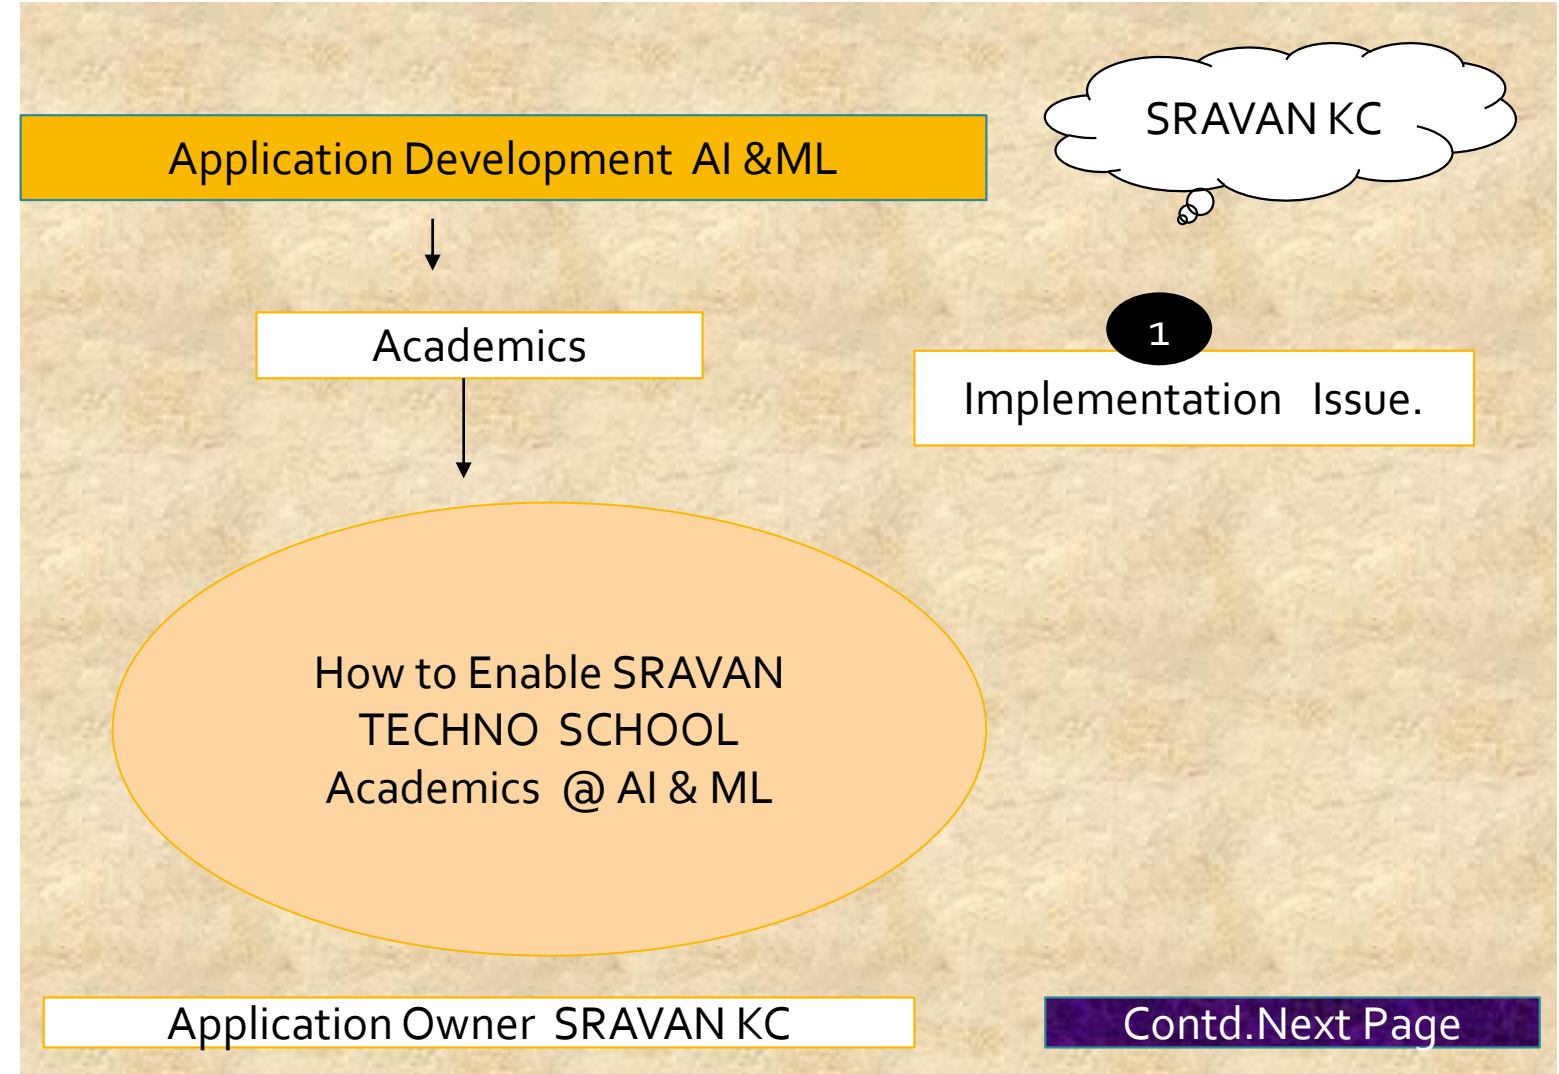 SRAVAN KC
Application Development AI &ML
Academics
1
Implementation Issue.
How to Enable SRAVAN
TECHNO SCHOOL
Academics @ AI & ML
Application Owner SRAVAN KC
Contd.Next Page